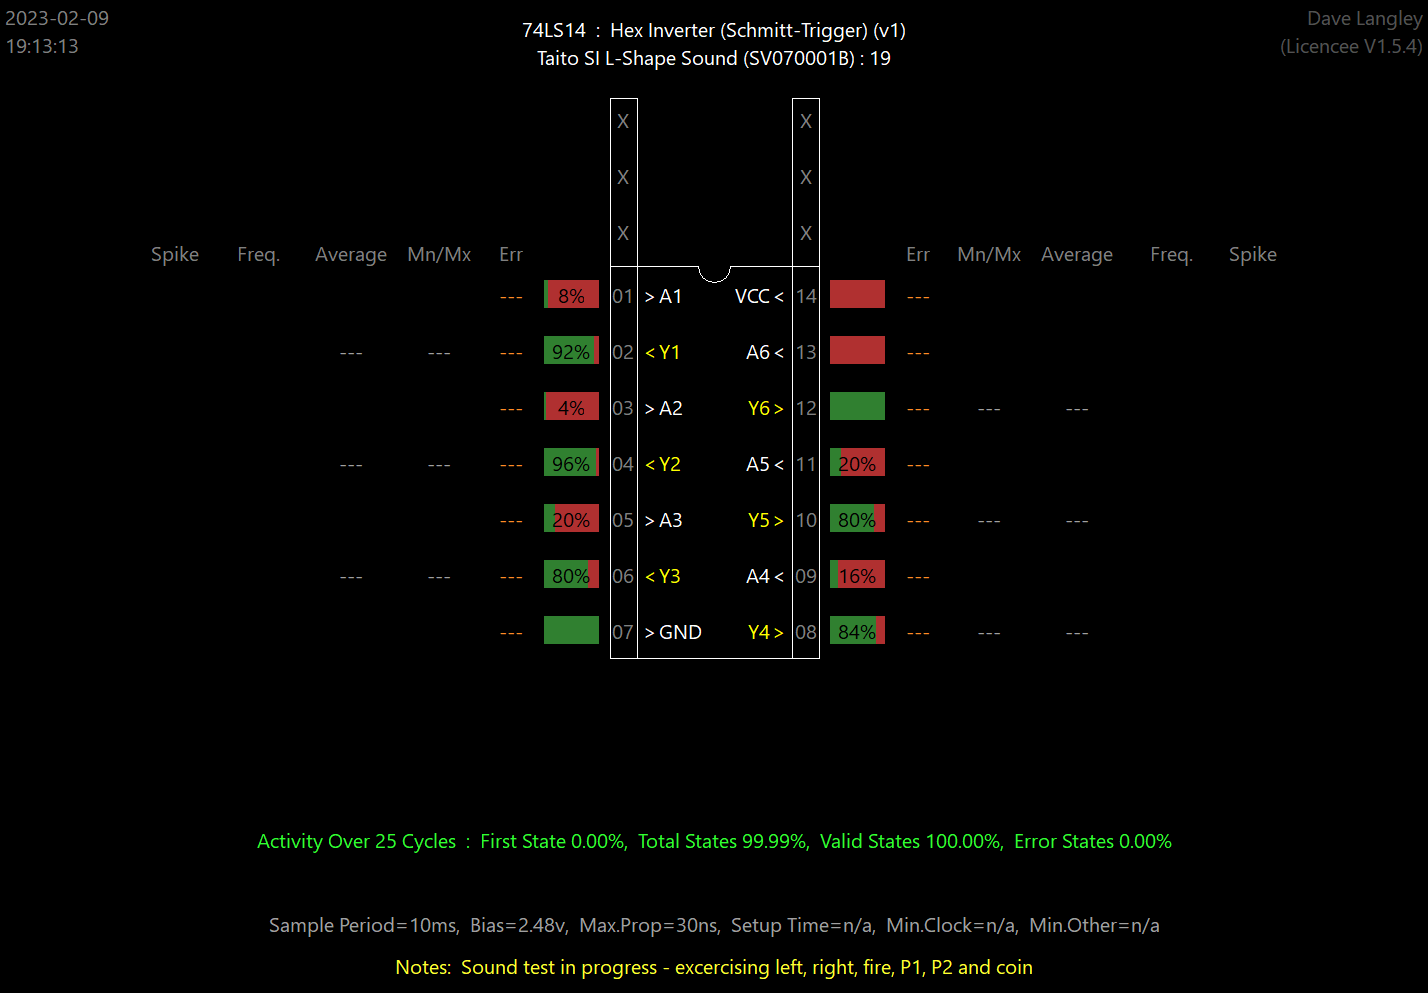 2023-02-09
19:13:13
74LS14 : Hex Inverter (Schmitt-Trigger) (v1)
Taito SI L-Shape Sound (SV070001B) : 19
Dave Langley
(Licencee V1.5.4)
X X
X X
X X
Spike Freq. Average Mn/Mx Err Err Mn/Mx Average Freq. Spike
--- 8% 01 > A1 VCC < 14 ---
--- --- --- 92% 02 < Y1 A6 < 13 ---
--- 4% 03 > A2 Y6 > 12 --- --- ---
--- --- --- 96% 04 < Y2 A5 < 11 20% ---
--- 20% 05 > A3 Y5 > 10 80% --- --- ---
--- --- --- 80% 06 < Y3 A4 < 09 16% ---
--- 07 > GND Y4 > 08 84% --- --- ---
Activity Over 25 Cycles : First State 0.00%, Total States 99.99%, Valid States 100.00%, Error States 0.00%
Sample Period=10ms, Bias=2.48v, Max.Prop=30ns, Setup Time=n/a, Min.Clock=n/a, Min.Other=n/a
Notes: Sound test in progress - excercising left, right, fire, P1, P2 and coin